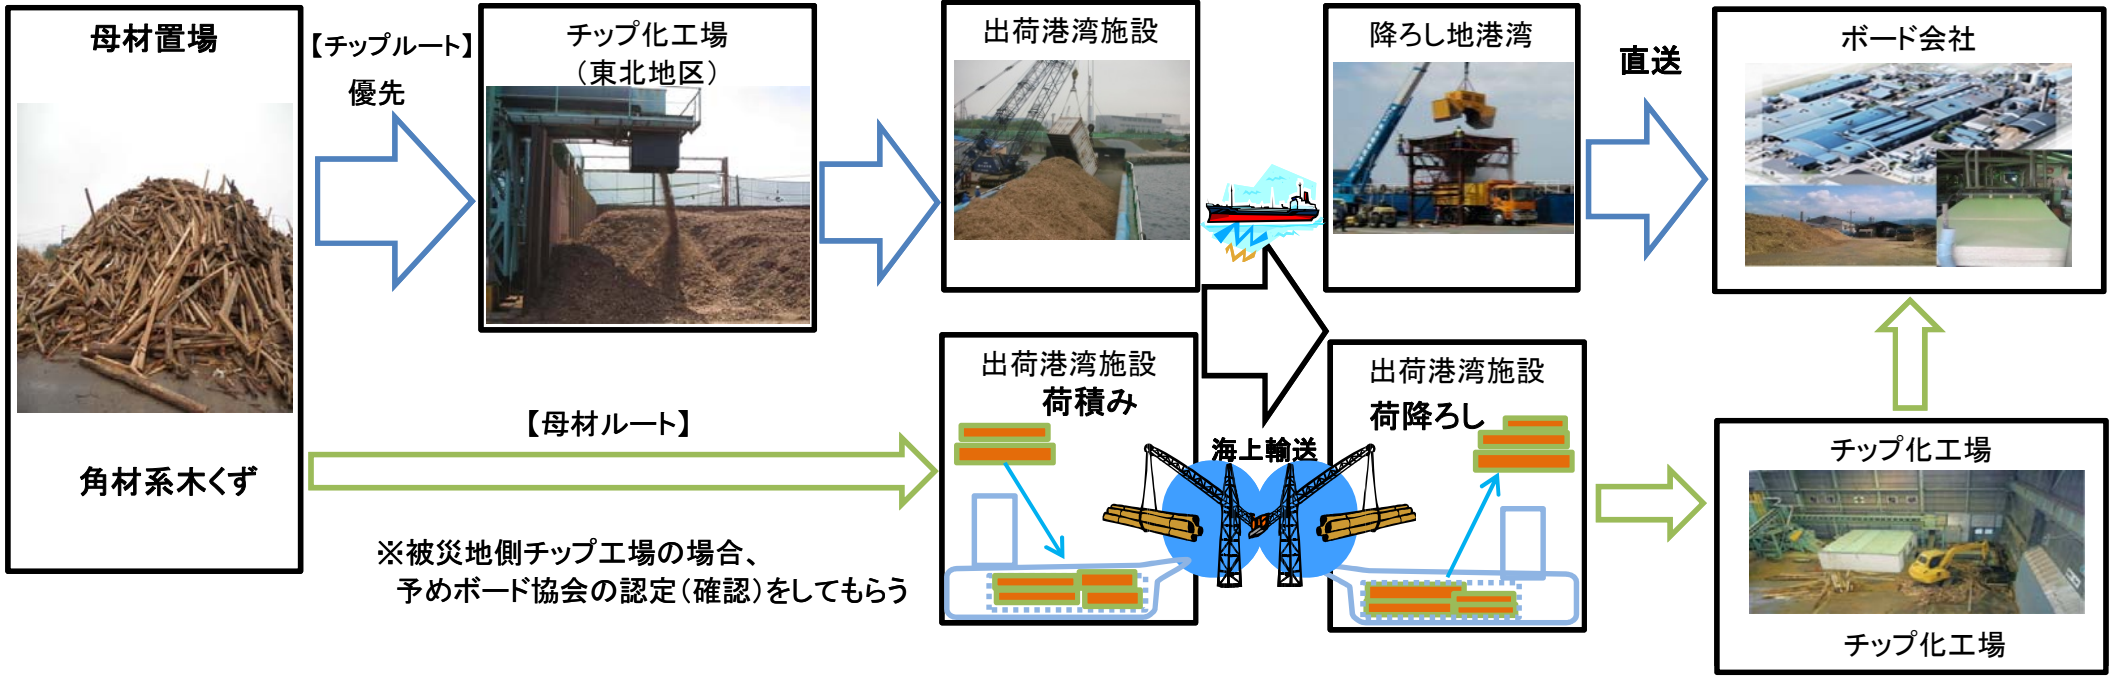 母材置場
角材系木くず
【チップルート】
優先
チップ化工場
（東北地区）
出荷港湾施設
降ろし地港湾
直送
ボード会社
【母材ルート】
出荷港湾施設
荷積み
海上輸送
出荷港湾施設
荷降ろし
チップ化工場
チップ化工場
※被災地側チップ工場の場合、
予めボード協会の認定（確認）をしてもらう